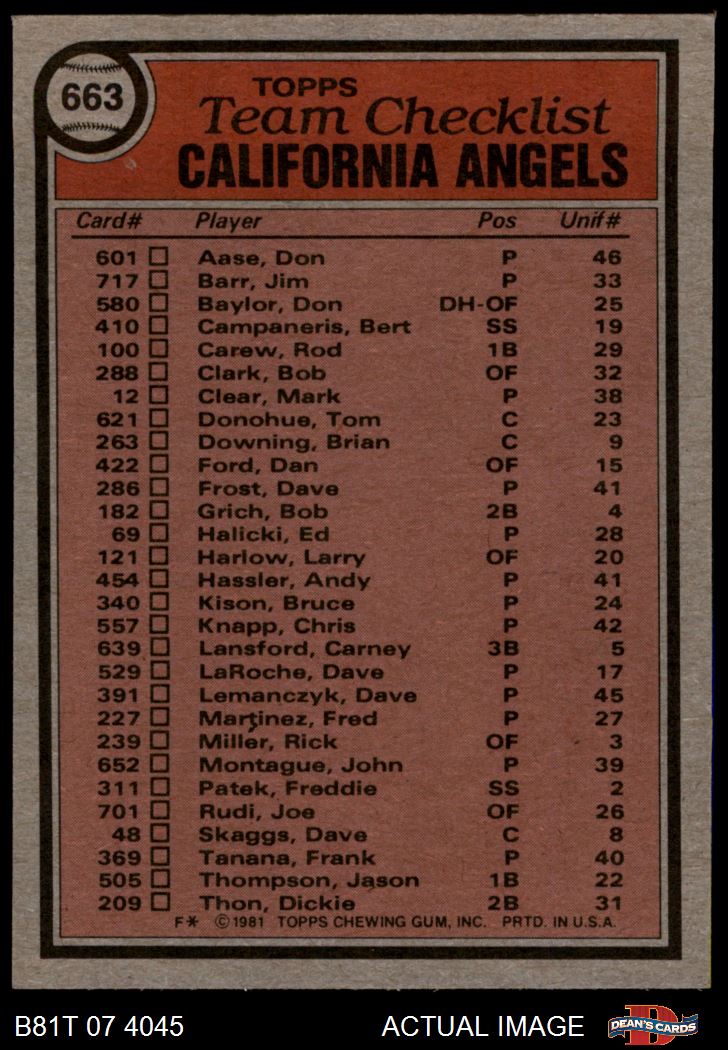 663
TOPPS
Team Checklist
CALIFORNIA ANGELS
Card# Player Pos Unif#
601 Aase, Don P 46
717 Barr, Jim P 33
580 Baylor, Don DH-OF 25
410 Campaneris, Bert SS 19
100 Carew, Rod 1B 29
288 Clark, Bob OF 32
12 Clear, Mark P 38
621 Donohue, Tom C 23
263 Downing, Brian C 9
422 Ford, Dan OF 15
286 Frost, Dave P 41
182 Grich, Bob 2B 4
69 Halicki, Ed P 28
121 Harlow, Larry OF 20
454 Hassler, Andy P 41
340 Kison, Bruce P 24
557 Knapp, Chris P 42
639 Lansford, Carney 3B 5
529 LaRoche, Dave P 17
391 Lemanczyk, Dave P 45
227 Martinez, Fred P 27
239 Miller, Rick OF 3
652 Montague, John P 39
311 Patek, Freddie SS 2
701 Rudi, Joe OF 26
48 Skaggs, Dave C 8
369 Tanana, Frank P 40
505 Thompson, Jason 1B 22
209 Thon, Dickie 2B 31
F* ©1981 TOPPS CHEWING GUM, INC. PRTD. IN U.S.A.
B81T 07 4045 ACTUAL IMAGE DEAN'S CARDS